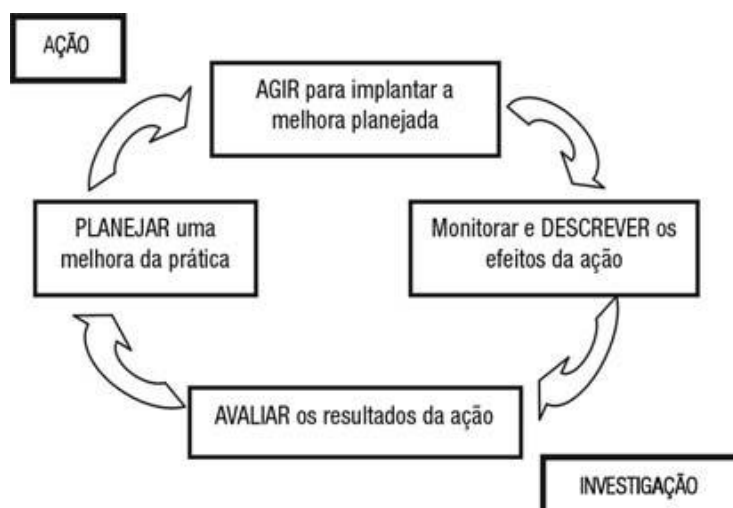 AÇÃO
AGIR para implantar a
melhora planejada
PLANEJAR uma
melhora da prática
Monitorar e DESCREVER os
efeitos da ação
AVALIAR os resultados da ação
INVESTIGAÇÃO